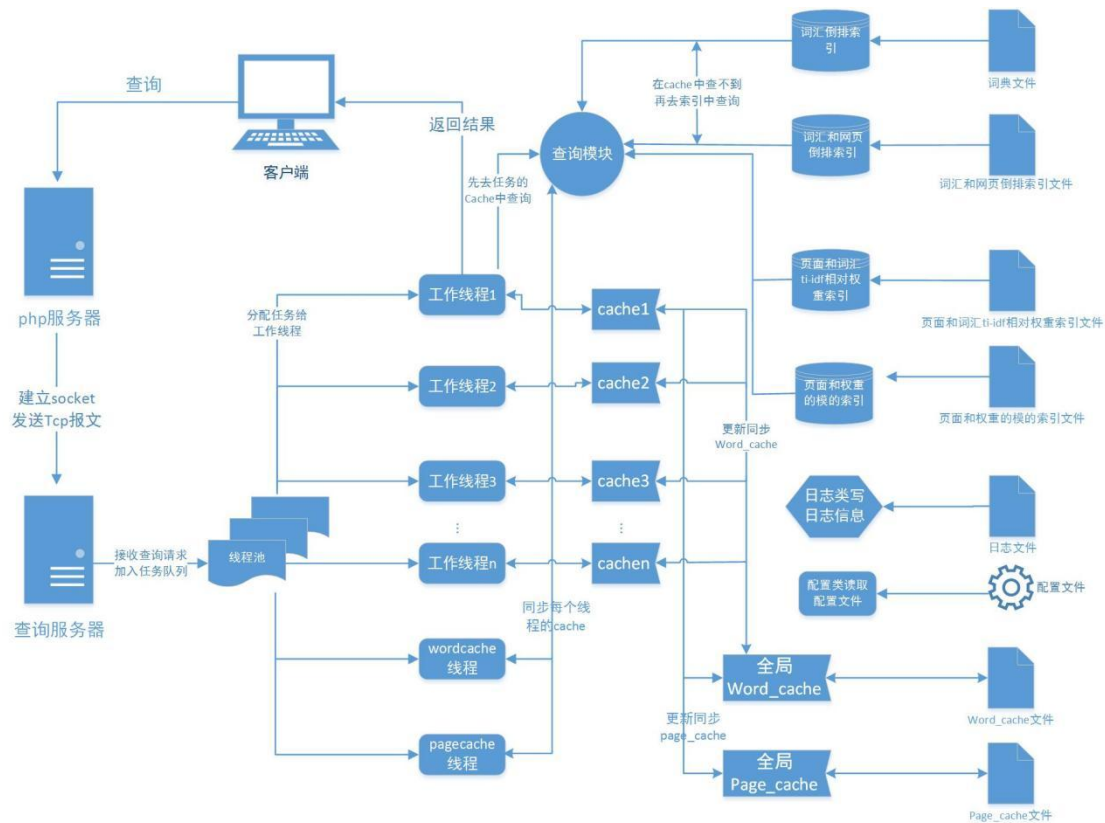 查询
客户端
返回结果
php服务器
建立socket
发送Tcp报文
查询服务器
接收查询请求
加入任务队列
线程池
分配任务给
工作线程
工作线程1
工作线程2
工作线程3
⋮
工作线程n
wordcache
线程
pagecache
线程
先去任务的
Cache中查询
查询模块
在cache中查不到
再去索引中查询
cache1
cache2
cache3
⋮
cachen
同步每个线
程的cache
更新同步
Word_cache
更新同步
page_cache
词汇倒排索
引
词典文件
词汇和网页
倒排索引
词汇和网页倒排索引文件
页面和词汇
ti-idf相对权
重索引
页面和词汇ti-idf相对权重索引文件
页面和权重
的模的索引
页面和权重的模的索引文件
日志类写
日志信息
日志文件
配置类读取
配置文件
配置文件
全局
Word_cache
Word_cache文件
全局
Page_cache
Page_cache文件